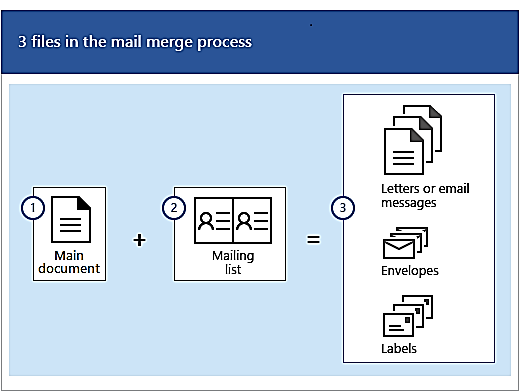 3 files in the mail merge process
1
Main
document
+
2
Mailing
list
=
3
Letters or email
messages
Envelopes
Labels